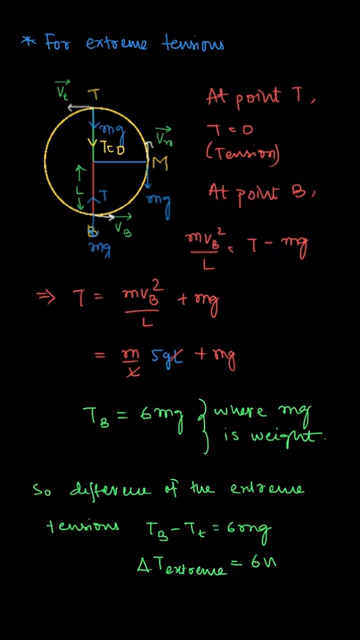 * For extreme tensions
T
V_t
At point T,
mg
T=0
V_m
M
T = 0
(Tension)
L
T
mg
At point B,
B
V_B
mg
mv_B²/L = T - mg
⇒ T = mv_B²/L + mg
= m/L 5gL + mg
T_B = 6mg } where mg
is weight.
So difference of the extreme
tensions T_B - T_t = 6mg
ΔT_extreme = 6